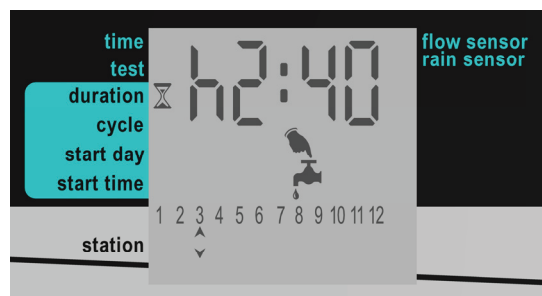 time
test
duration
cycle
start day
start time
station
h2:40
1 2 3 4 5 6 7 8 9 10 11 12
flow sensor
rain sensor